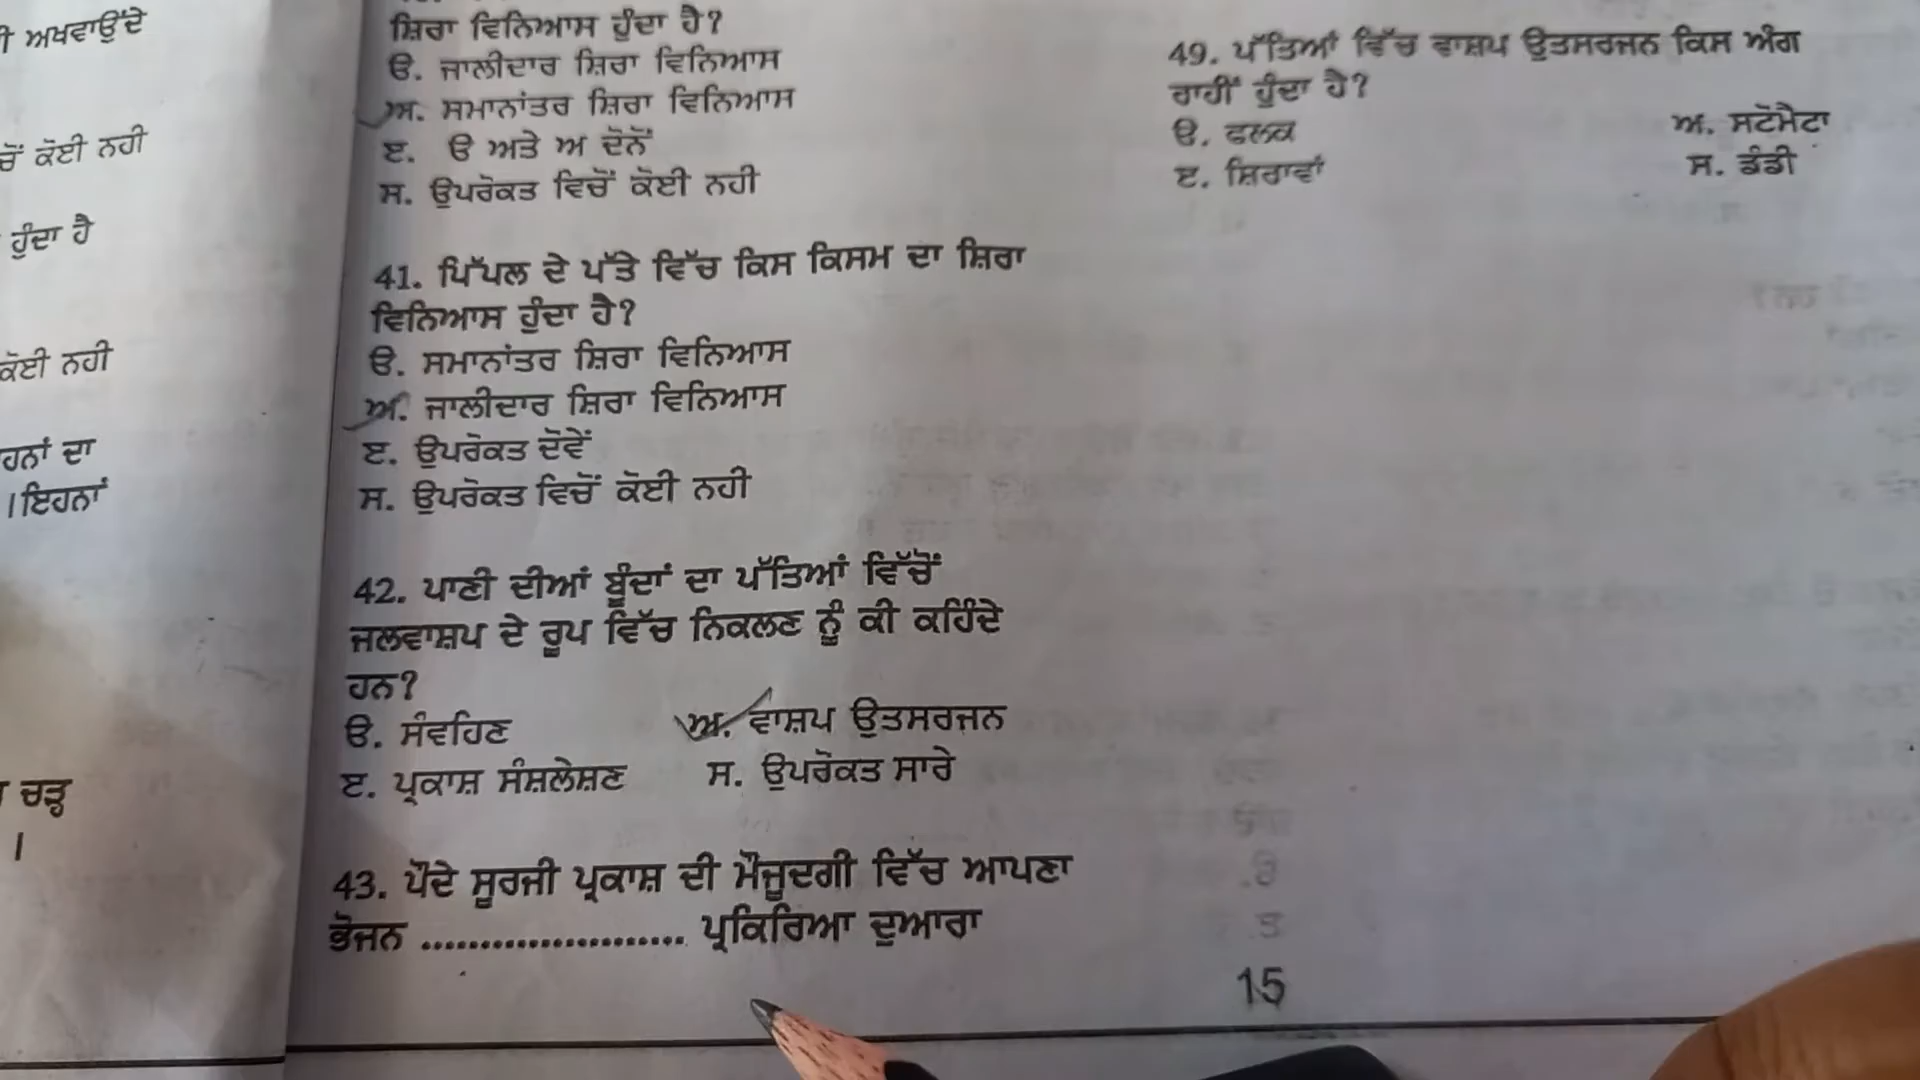 ੀ ਅਖਵਾਉਂਦੇ
ਚੋਂ ਕੋਈ ਨਹੀ
ਹੁੰਦਾ ਹੈ
ਕੋਈ ਨਹੀ
ਹਨਾਂ ਦਾ
।ਇਹਨਾਂ
ਚੜ੍ਹ
।
ਸ਼ਿਰਾ ਵਿਨਿਆਸ ਹੁੰਦਾ ਹੈ?
ੳ. ਜਾਲੀਦਾਰ ਸ਼ਿਰਾ ਵਿਨਿਆਸ
ਅ. ਸਮਾਨਾਂਤਰ ਸ਼ਿਰਾ ਵਿਨਿਆਸ
ੲ. ੳ ਅਤੇ ਅ ਦੋਨੋਂ
ਸ. ਉਪਰੋਕਤ ਵਿਚੋਂ ਕੋਈ ਨਹੀ
41. ਪਿੱਪਲ ਦੇ ਪੱਤੇ ਵਿੱਚ ਕਿਸ ਕਿਸਮ ਦਾ ਸ਼ਿਰਾ
ਵਿਨਿਆਸ ਹੁੰਦਾ ਹੈ?
ੳ. ਸਮਾਨਾਂਤਰ ਸ਼ਿਰਾ ਵਿਨਿਆਸ
ਅ. ਜਾਲੀਦਾਰ ਸ਼ਿਰਾ ਵਿਨਿਆਸ
ੲ. ਉਪਰੋਕਤ ਦੋਵੇਂ
ਸ. ਉਪਰੋਕਤ ਵਿਚੋਂ ਕੋਈ ਨਹੀ
42. ਪਾਣੀ ਦੀਆਂ ਬੂੰਦਾਂ ਦਾ ਪੱਤਿਆਂ ਵਿੱਚੋਂ
ਜਲਵਾਸ਼ਪ ਦੇ ਰੂਪ ਵਿੱਚ ਨਿਕਲਣ ਨੂੰ ਕੀ ਕਹਿੰਦੇ
ਹਨ?
ੳ. ਸੰਵਹਿਣ ਅ. ਵਾਸ਼ਪ ਉਤਸਰਜਨ
ੲ. ਪ੍ਰਕਾਸ਼ ਸੰਸ਼ਲੇਸ਼ਣ ਸ. ਉਪਰੋਕਤ ਸਾਰੇ
43. ਪੌਦੇ ਸੂਰਜੀ ਪ੍ਰਕਾਸ਼ ਦੀ ਮੌਜੂਦਗੀ ਵਿੱਚ ਆਪਣਾ
ਭੋਜਨ ...................... ਪ੍ਰਕਿਰਿਆ ਦੁਆਰਾ
49. ਪੱਤਿਆਂ ਵਿੱਚ ਵਾਸ਼ਪ ਉਤਸਰਜਨ ਕਿਸ ਅੰਗ
ਰਾਹੀਂ ਹੁੰਦਾ ਹੈ?
ੳ. ਫਲਕ ਅ. ਸਟੋਮੈਟਾ
ੲ. ਸ਼ਿਰਾਵਾਂ ਸ. ਡੰਡੀ
15